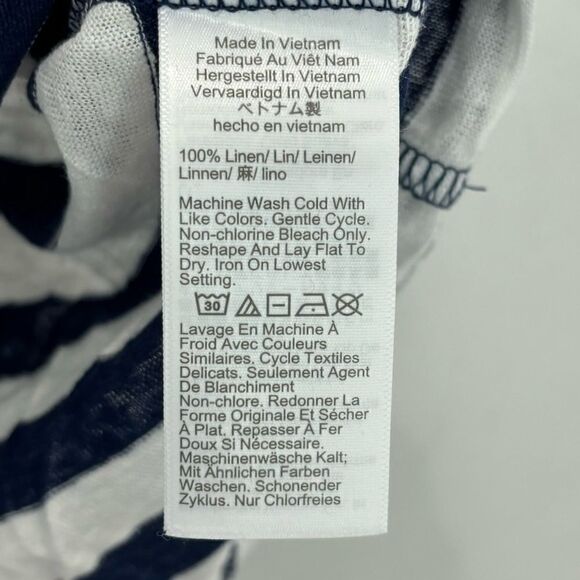 Made In Vietnam
Fabriqué Au Viêt Nam
Hergestellt In Vietnam
Vervaardigd In Vietnam
ベトナム製
hecho en vietnam
100% Linen/ Lin/ Leinen/
Linnen/ 麻/ lino
Machine Wash Cold With
Like Colors. Gentle Cycle.
Non-chlorine Bleach Only.
Reshape And Lay Flat To
Dry. Iron On Lowest
Setting.
30
Lavage En Machine À
Froid Avec Couleurs
Similaires. Cycle Textiles
Delicats. Seulement Agent
De Blanchiment
Non-chlore. Redonner La
Forme Originale Et Sécher
À Plat. Repasser À Fer
Doux Si Nécessaire.
Maschinenwäsche Kalt;
Mit Ähnlichen Farben
Waschen. Schonender
Zyklus. Nur Chlorfreies